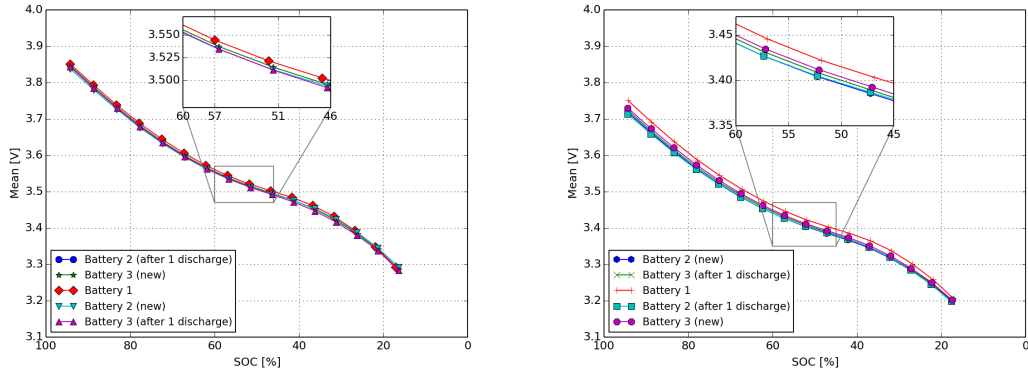 4.0
3.9
3.8
3.7
3.6
3.5
3.4
3.3
3.2
3.1
Mean [V]
3.550
3.525
3.500
60 57 51 46
Battery 2 (after 1 discharge)
Battery 3 (new)
Battery 1
Battery 2 (new)
Battery 3 (after 1 discharge)
100 80 60 40 20 0
SOC [%]
4.0
3.9
3.8
3.7
3.6
3.5
3.4
3.3
3.2
3.1
Mean [V]
3.45
3.40
3.35
60 55 50 45
Battery 2 (new)
Battery 3 (after 1 discharge)
Battery 1
Battery 2 (after 1 discharge)
Battery 3 (new)
100 80 60 40 20 0
SOC [%]